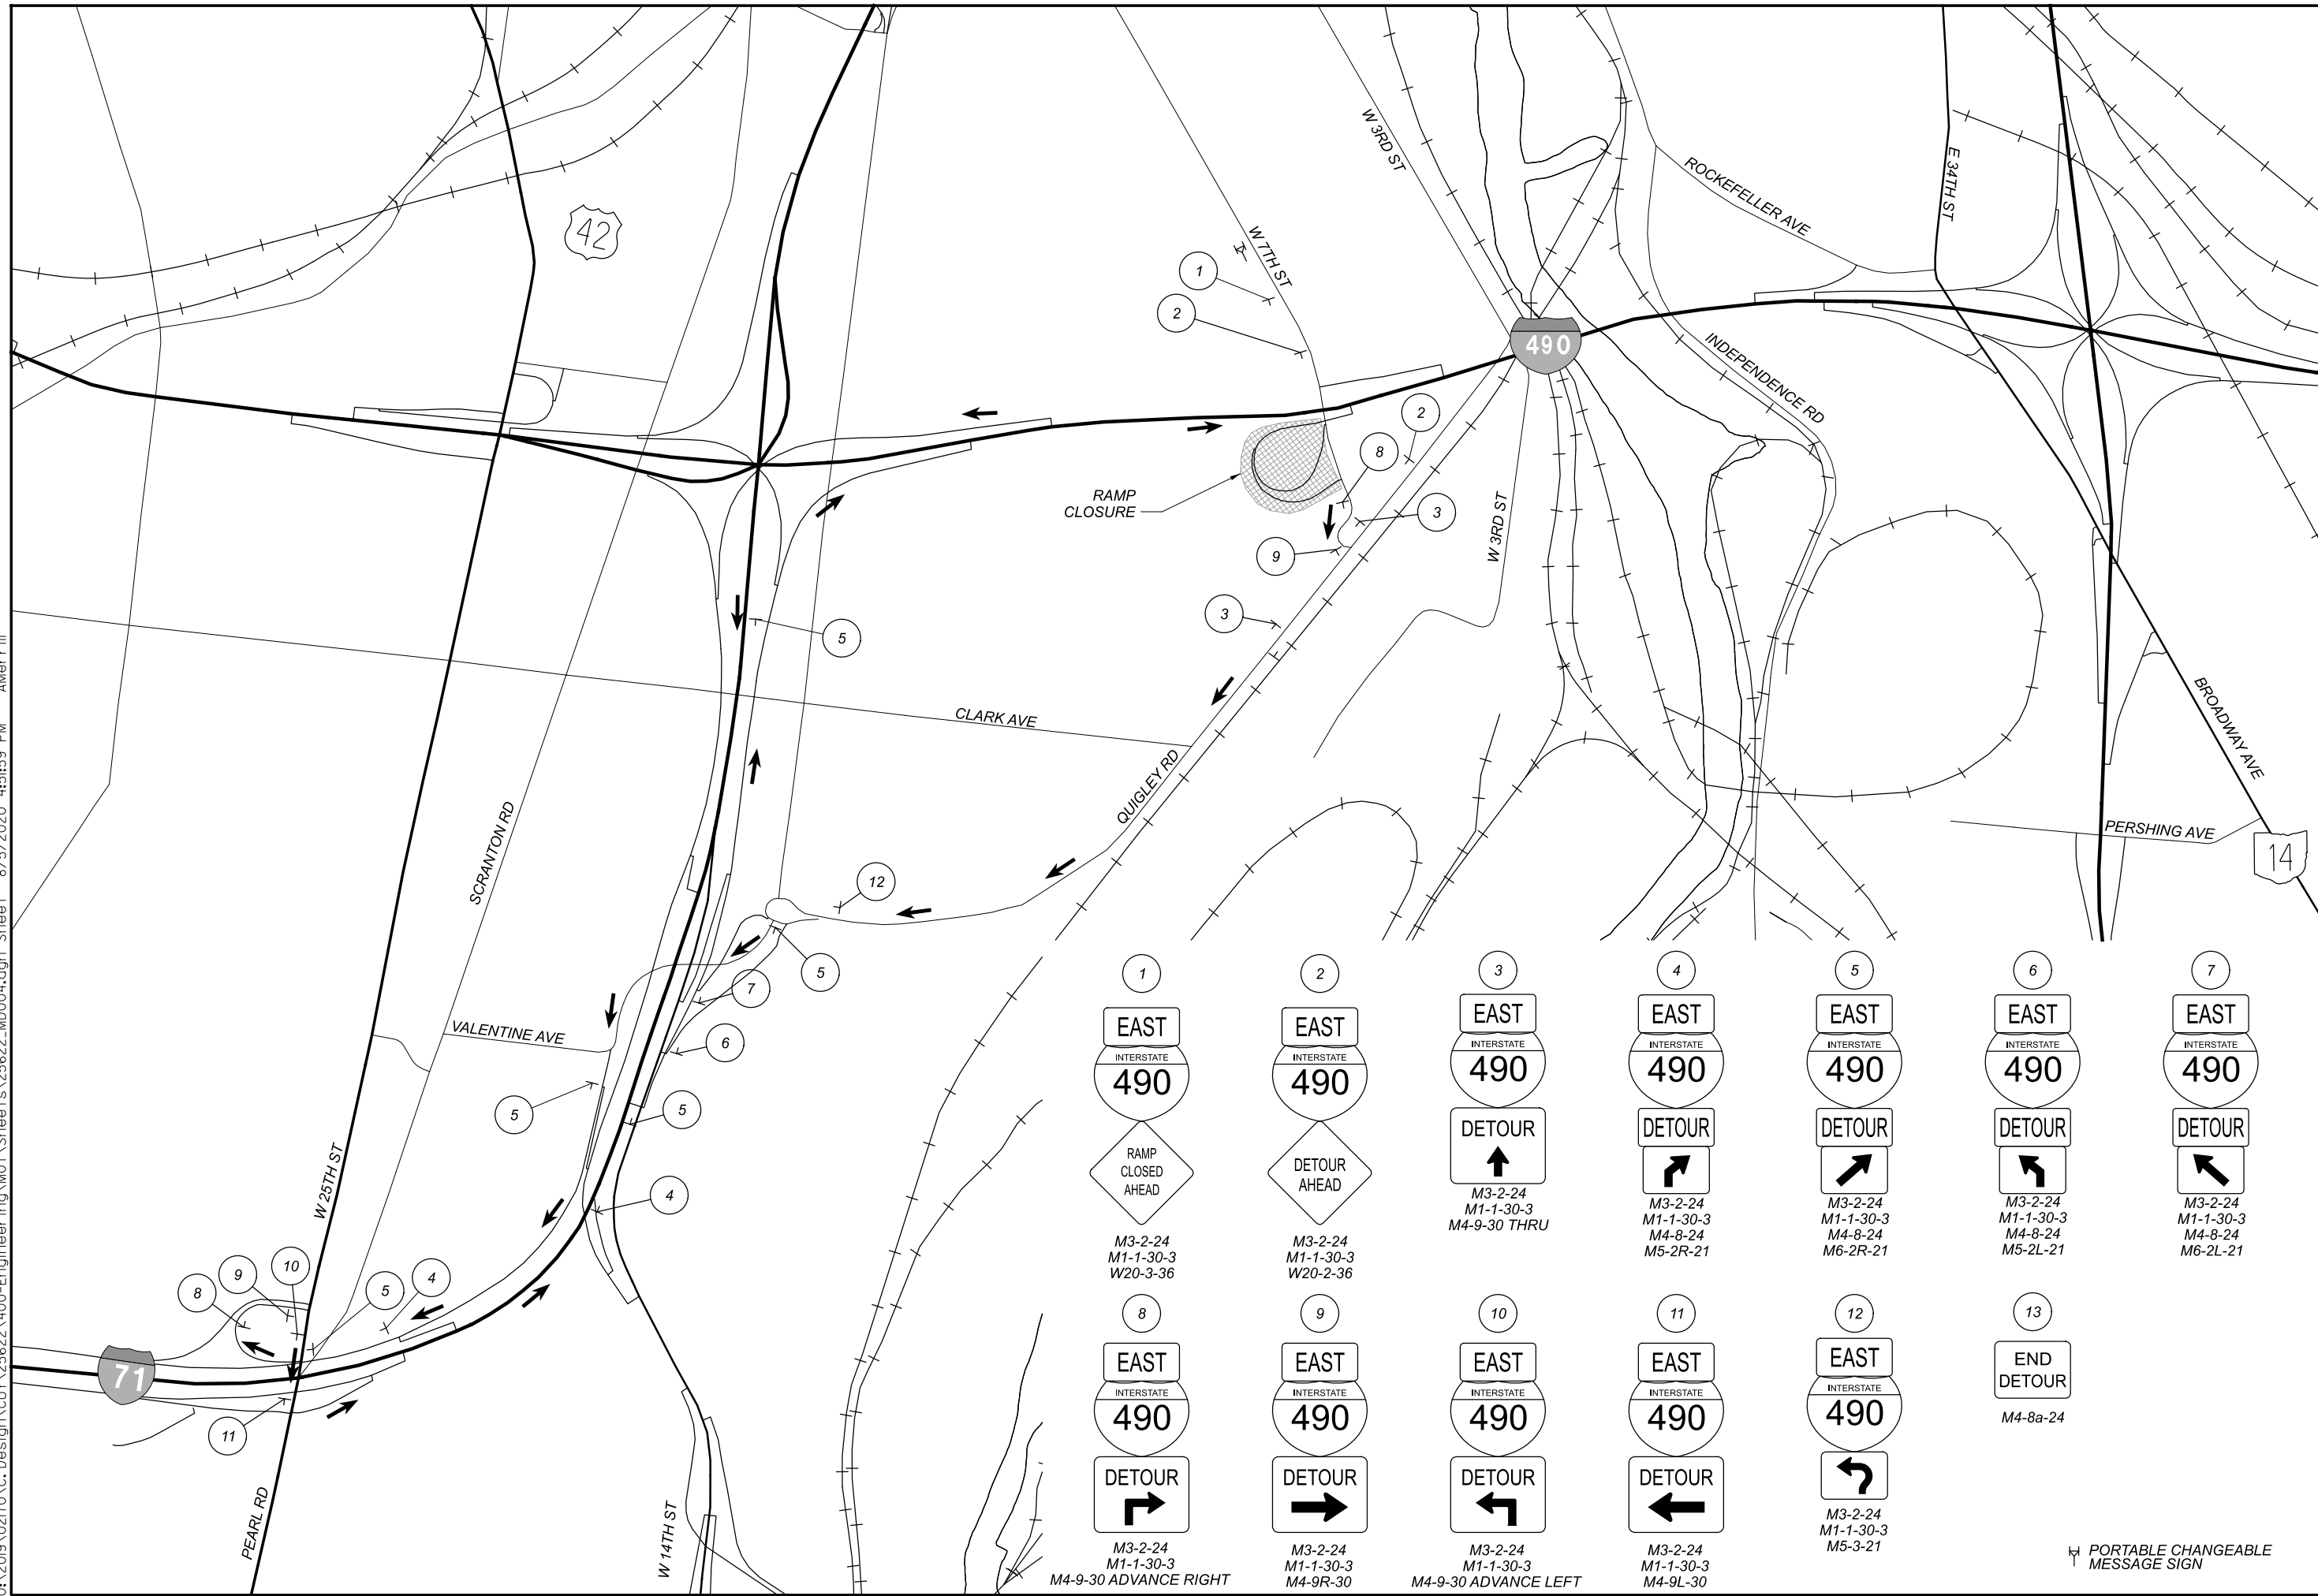 42
W 3RD ST
W 7TH ST
ROCKEFELLER AVE
E 34TH ST
1
2
490
INDEPENDENCE RD
2
8
RAMP
CLOSURE
3
W 3RD ST
9
3
5
CLARK AVE
QUIGLEY RD
BROADWAY AVE
PERSHING AVE
14
SCRANTON RD
12
5
7
VALENTINE AVE
6
5
5
4
W 25TH ST
10
9
8
5
4
71
11
PEARL RD
W 14TH ST
1
EAST
INTERSTATE
490
RAMP
CLOSED
AHEAD
M3-2-24
M1-1-30-3
W20-3-36
2
EAST
INTERSTATE
490
DETOUR
AHEAD
M3-2-24
M1-1-30-3
W20-2-36
3
EAST
INTERSTATE
490
DETOUR
M3-2-24
M1-1-30-3
M4-9-30 THRU
4
EAST
INTERSTATE
490
DETOUR
M3-2-24
M1-1-30-3
M4-8-24
M5-2R-21
5
EAST
INTERSTATE
490
DETOUR
M3-2-24
M1-1-30-3
M4-8-24
M6-2R-21
6
EAST
INTERSTATE
490
DETOUR
M3-2-24
M1-1-30-3
M4-8-24
M5-2L-21
7
EAST
INTERSTATE
490
DETOUR
M3-2-24
M1-1-30-3
M4-8-24
M6-2L-21
8
EAST
INTERSTATE
490
DETOUR
M3-2-24
M1-1-30-3
M4-9-30 ADVANCE RIGHT
9
EAST
INTERSTATE
490
DETOUR
M3-2-24
M1-1-30-3
M4-9R-30
10
EAST
INTERSTATE
490
DETOUR
M3-2-24
M1-1-30-3
M4-9-30 ADVANCE LEFT
11
EAST
INTERSTATE
490
DETOUR
M3-2-24
M1-1-30-3
M4-9L-30
12
EAST
INTERSTATE
490
M3-2-24
M1-1-30-3
M5-3-21
13
END
DETOUR
M4-8a-24
PORTABLE CHANGEABLE
MESSAGE SIGN